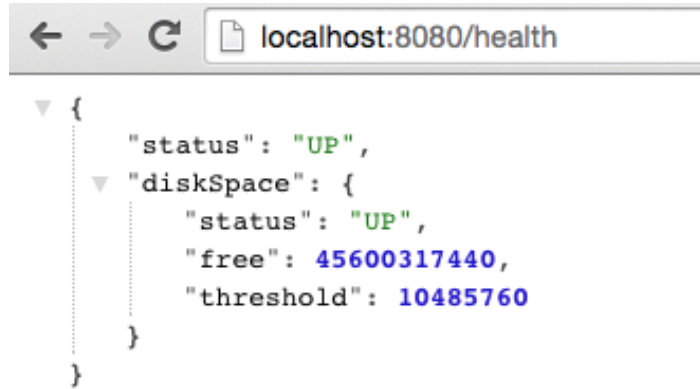 localhost:8080/health
{
"status": "UP",
"diskSpace": {
"status": "UP",
"free": 45600317440,
"threshold": 10485760
}
}